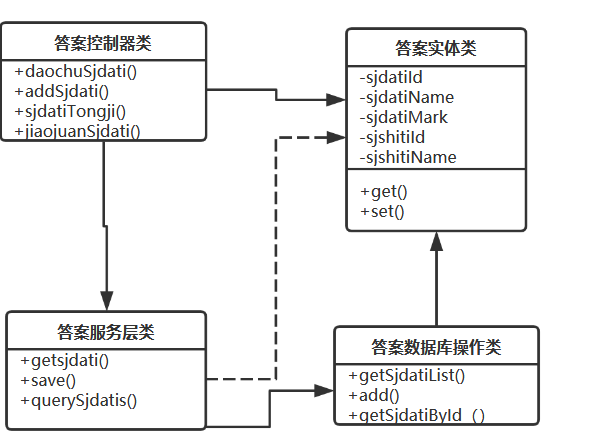 答案控制器类
+daochuSjdati()
+addSjdati()
+sjdatiTongji()
+jiaojuanSjdati()
答案实体类
-sjdatiId
-sjdatiName
-sjdatiMark
-sjshitiId
-sjshitiName
+get()
+set()
答案服务层类
+getsjdati()
+save()
+querySjdatis()
答案数据库操作类
+getSjdatiList()
+add()
+getSjdatiById（）